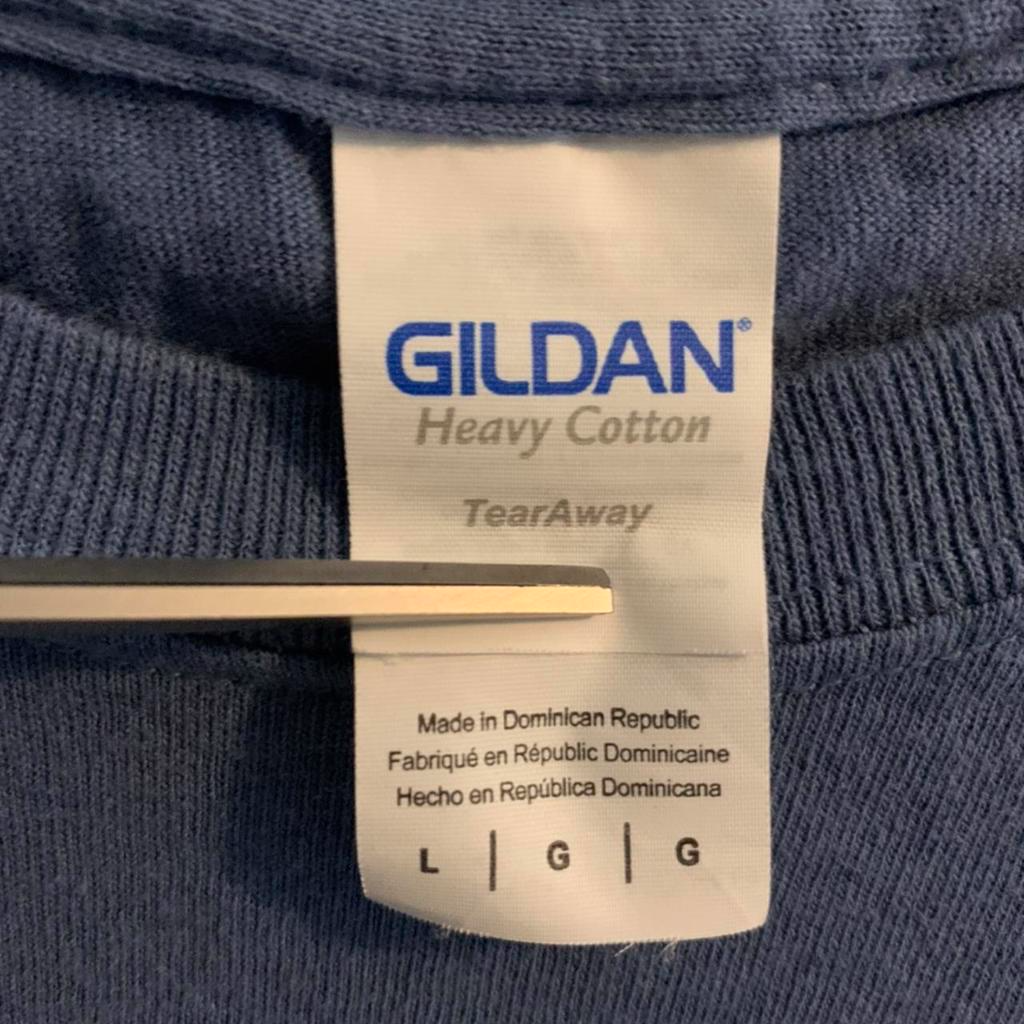 GILDAN®
Heavy Cotton
TearAway
Made in Dominican Republic
Fabriqué en Républic Dominicaine
Hecho en República Dominicana
L | G | G